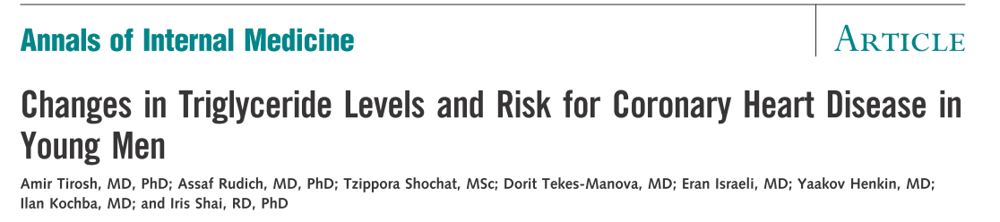 Annals of Internal Medicine
ARTICLE
Changes in Triglyceride Levels and Risk for Coronary Heart Disease in
Young Men
Amir Tirosh, MD, PhD; Assaf Rudich, MD, PhD; Tzippora Shochat, MSc; Dorit Tekes-Manova, MD; Eran Israeli, MD; Yaakov Henkin, MD;
Ilan Kochba, MD; and Iris Shai, RD, PhD